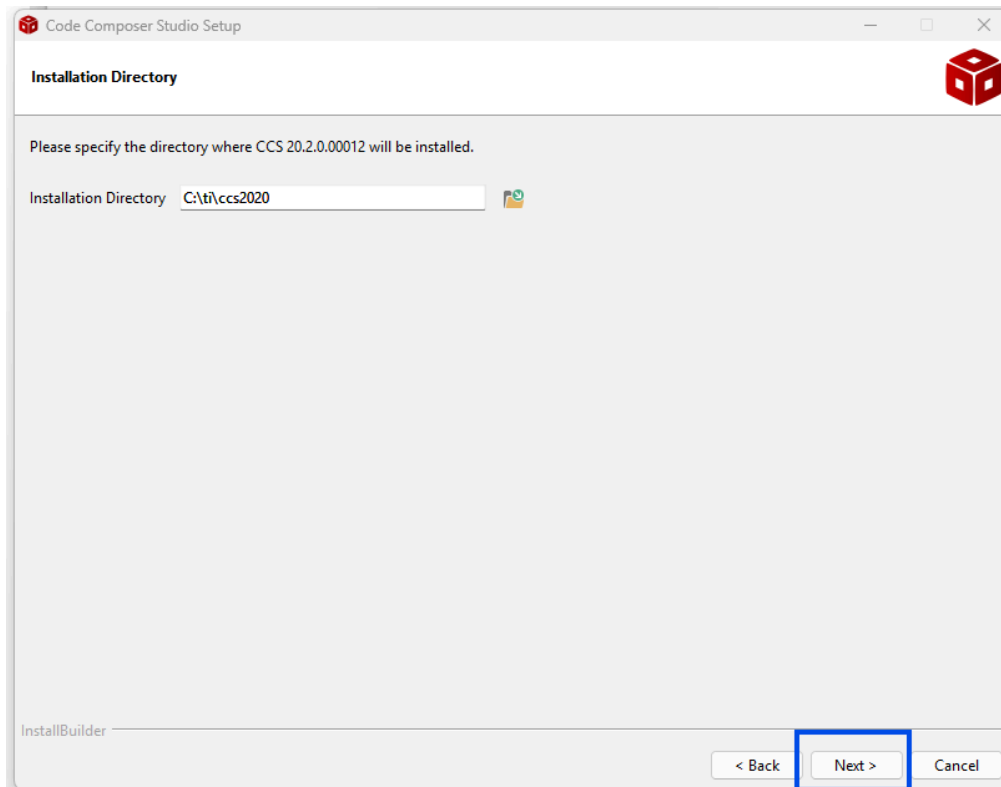 Code Composer Studio Setup
Installation Directory
Please specify the directory where CCS 20.2.0.00012 will be installed.
Installation Directory C:\ti\ccs2020
InstallBuilder
< Back Next > Cancel